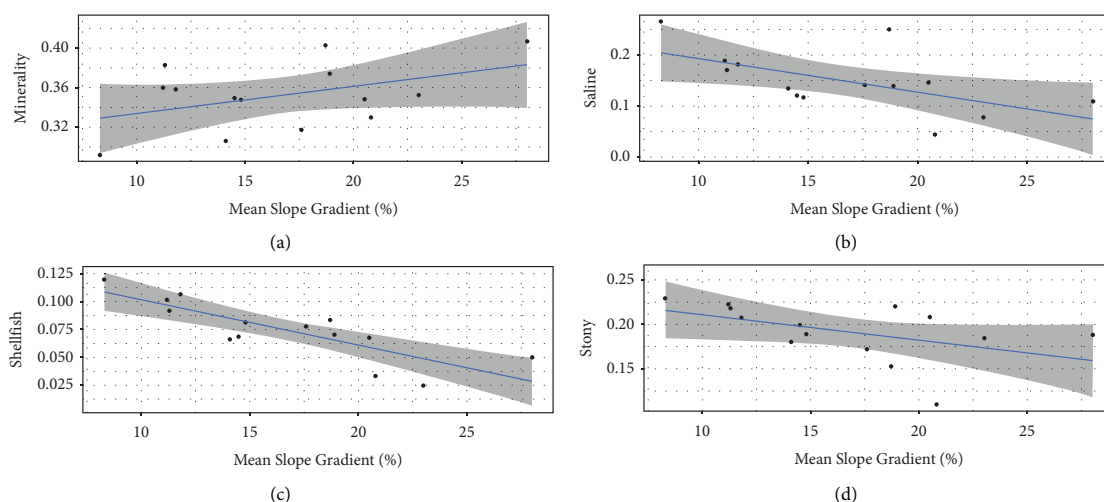 0.40
0.36
0.32
Minerality
10 15 20 25
Mean Slope Gradient (%)
(a)
0.2
0.1
0.0
Saline
10 15 20 25
Mean Slope Gradient (%)
(b)
0.125
0.100
0.075
0.050
0.025
Shellfish
10 15 20 25
Mean Slope Gradient (%)
(c)
0.25
0.20
0.15
Stony
10 15 20 25
Mean Slope Gradient (%)
(d)